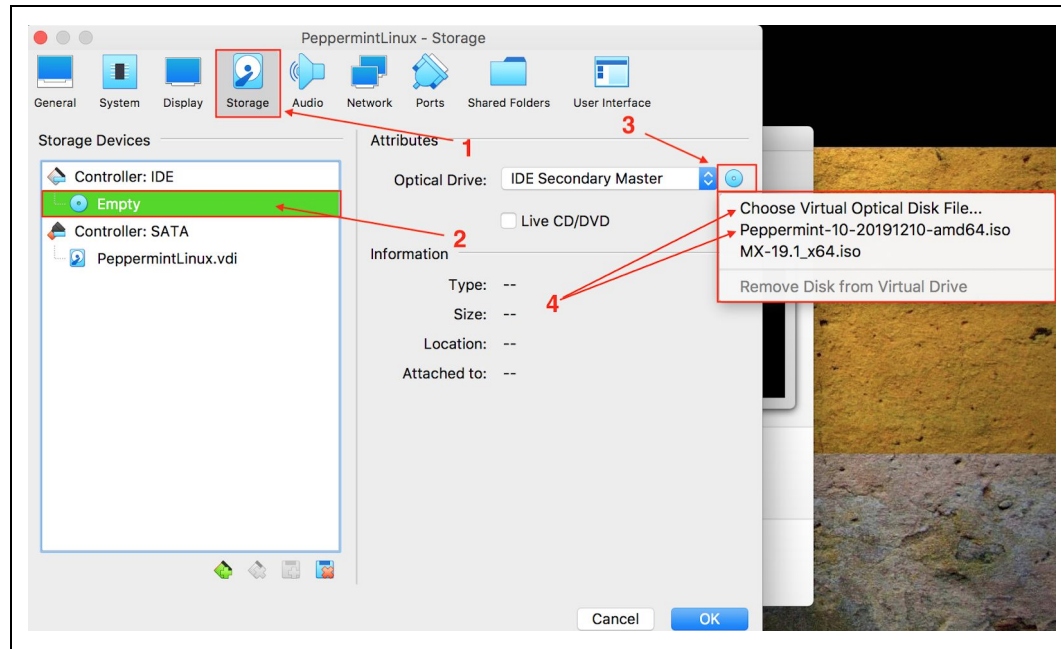 PeppermintLinux - Storage
General System Display Storage Audio Network Ports Shared Folders User Interface
1
3
Storage Devices
Attributes
Controller: IDE
Empty
Controller: SATA
PeppermintLinux.vdi
2
Optical Drive: IDE Secondary Master
Live CD/DVD
Choose Virtual Optical Disk File...
Peppermint-10-20191210-amd64.iso
MX-19.1_x64.iso
Remove Disk from Virtual Drive
4
Information
Type: --
Size: --
Location: --
Attached to: --
Cancel OK